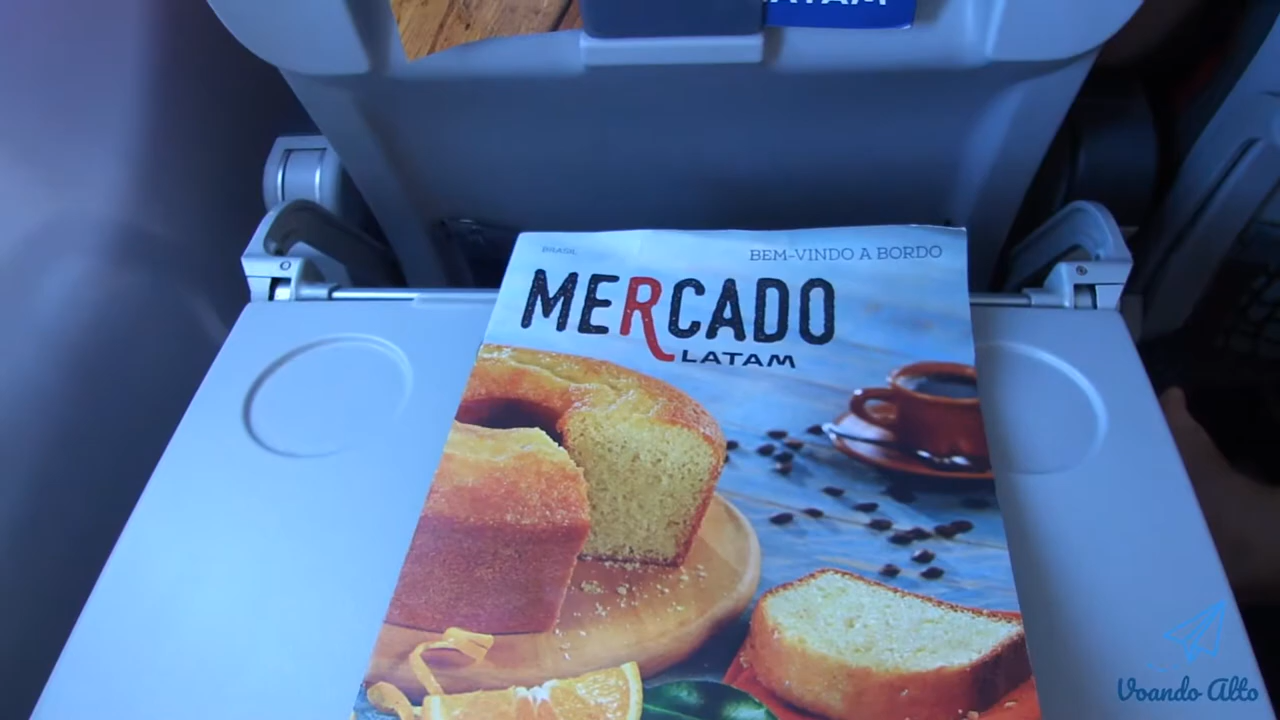 LATAM
BRASIL
BEM-VINDO A BORDO
MERCADO
LATAM
Voando Alto